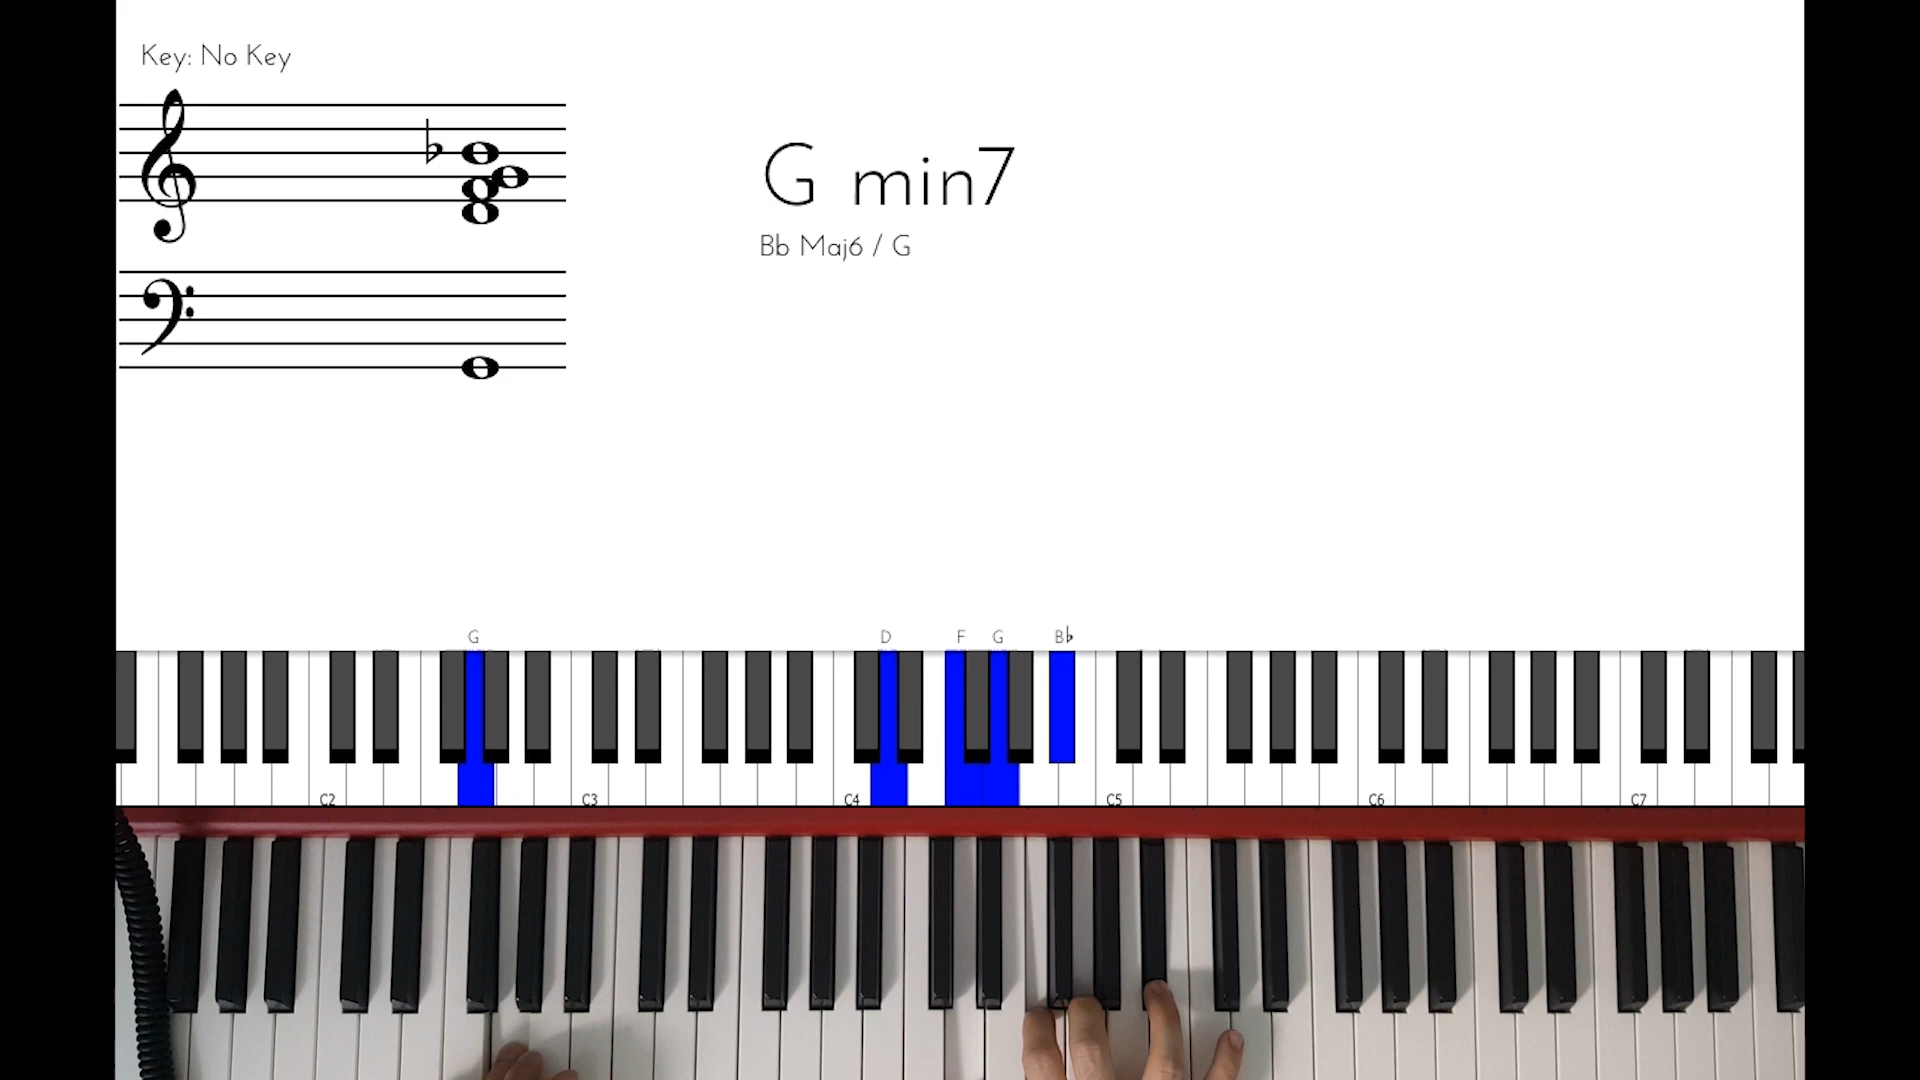 Key: No Key
G min7
Bb Maj6 / G
G D F G B♭
C2 C3 C4 C5 C6 C7